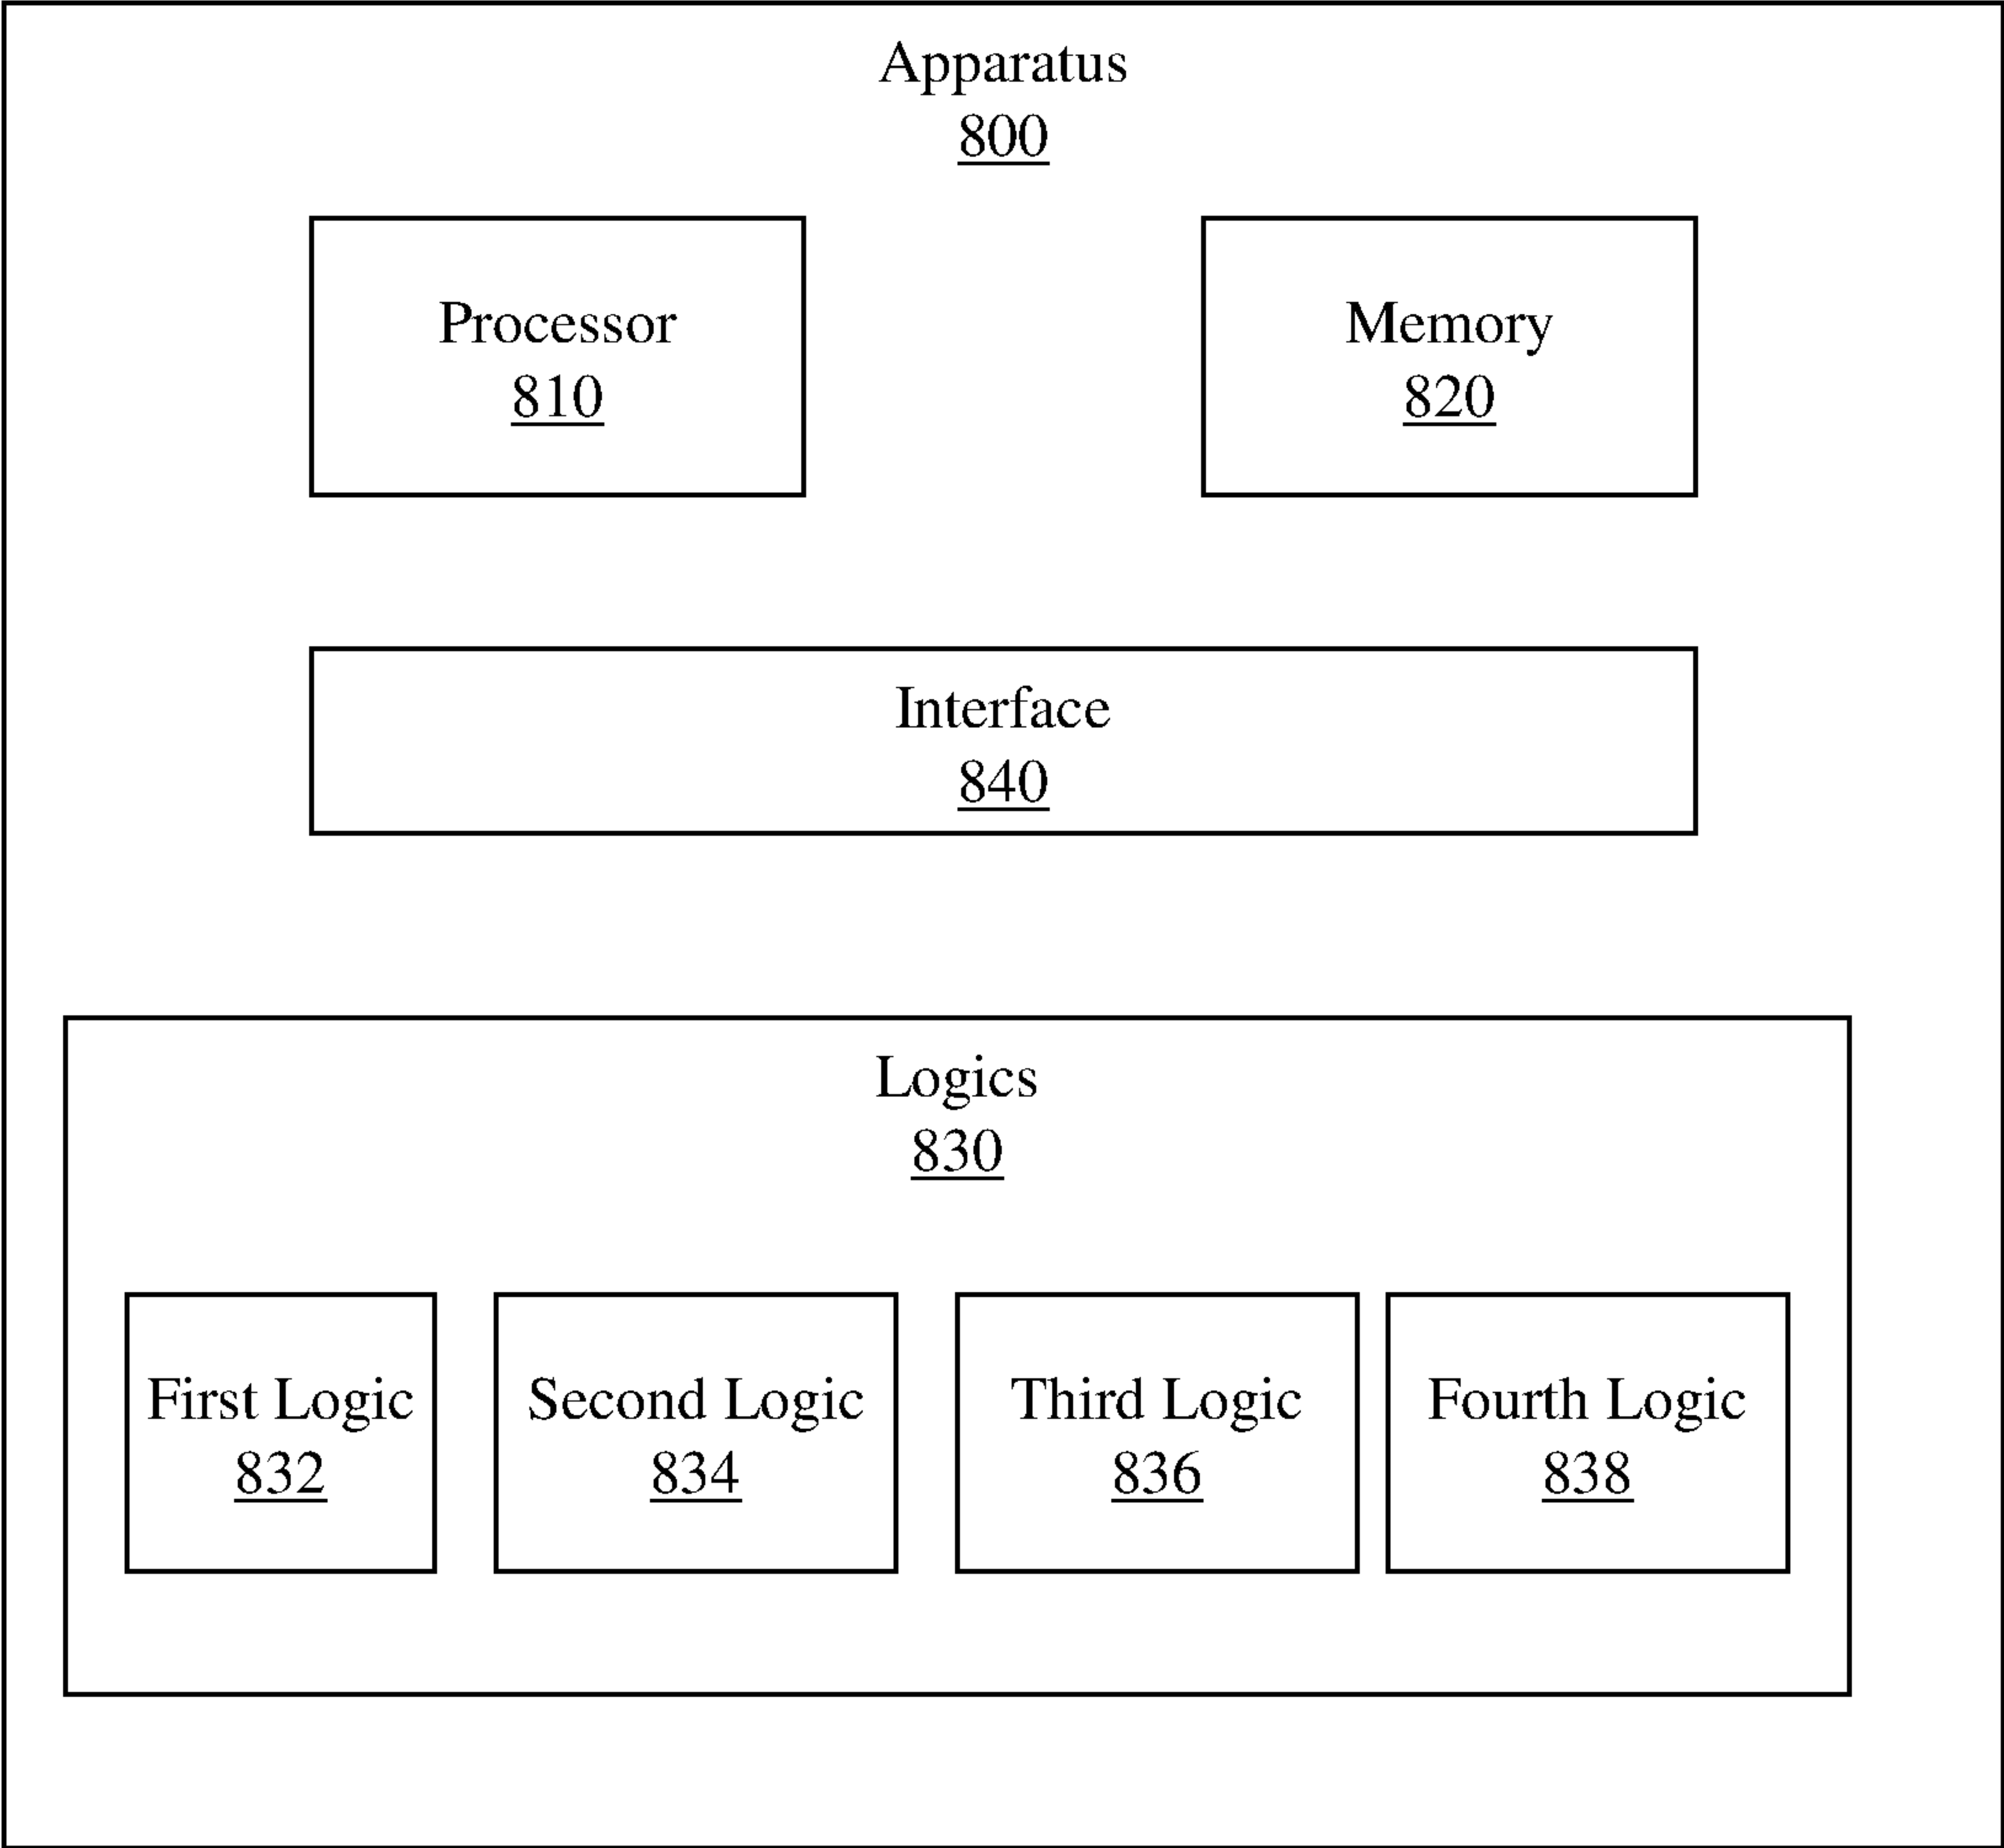 Apparatus
800
Processor
810
Memory
820
Interface
840
Logics
830
First Logic
832
Second Logic
834
Third Logic
836
Fourth Logic
838